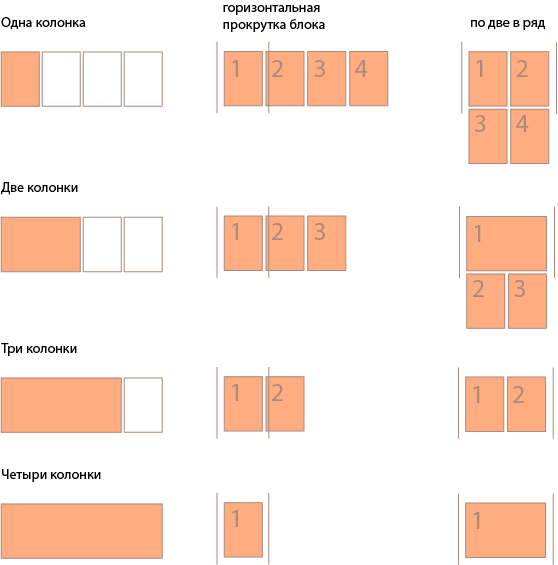 Одна колонка
горизонтальная
прокрутка блока
по две в ряд
1 2 3 4
1 2
3 4
Две колонки
1 2 3
1
2 3
Три колонки
1 2
1 2
Четыри колонки
1
1